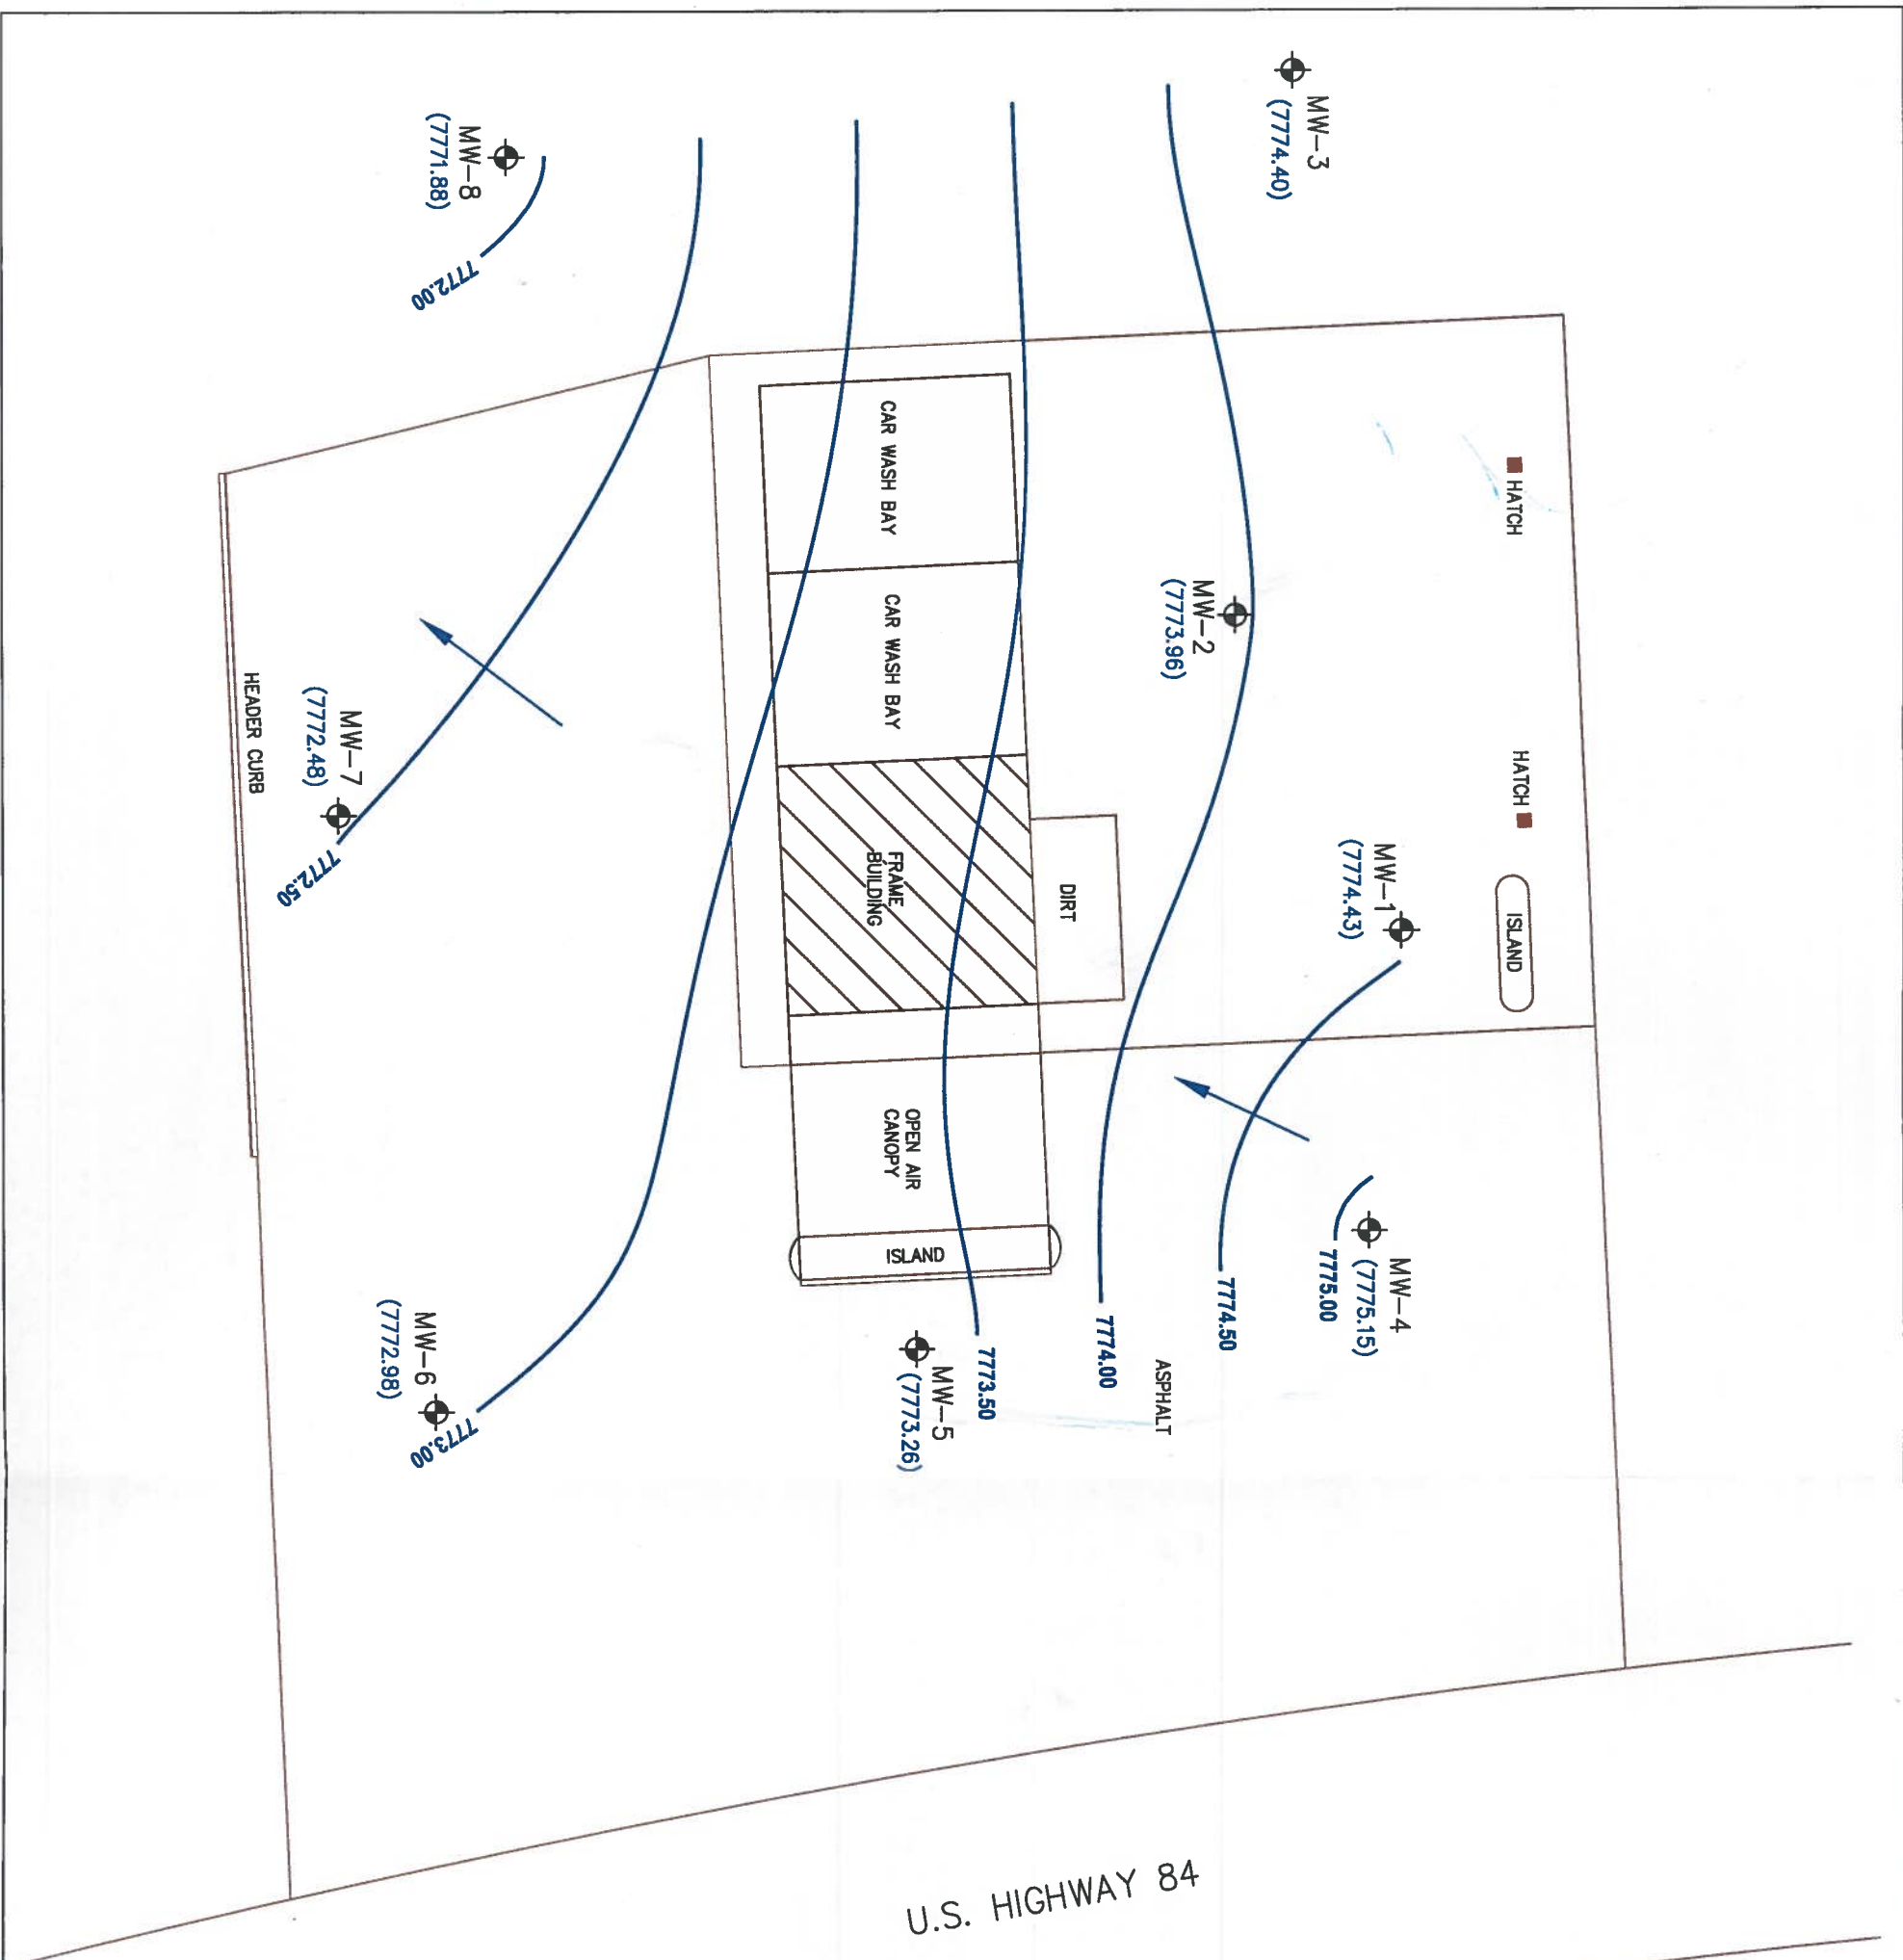 MW-3
(7774.40)
MW-8
(7771.88)
7772.00
HATCH
HATCH
ISLAND
MW-1
(7774.43)
MW-2
(7773.96)
CAR WASH BAY
CAR WASH BAY
FRAME
BUILDING
DIRT
OPEN AIR
CANOPY
ISLAND
HEADER CURB
MW-7
(7772.48)
7772.50
MW-4
(7775.15)
7775.00
7774.50
7774.00
ASPHALT
7773.50
MW-5
(7773.26)
MW-6
(7772.98)
7773.00
U.S. HIGHWAY 84